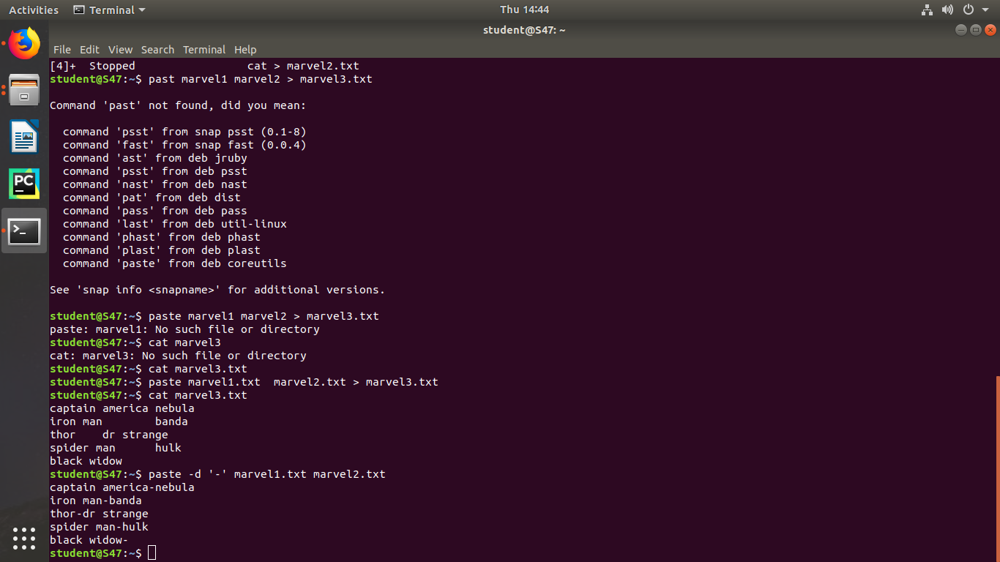 Activities Terminal Thu 14:44
student@S47: ~
File Edit View Search Terminal Help
[4]+  Stopped                 cat > marvel2.txt
student@S47:~$ past marvel1 marvel2 > marvel3.txt

Command 'past' not found, did you mean:

  command 'psst' from snap psst (0.1-8)
  command 'fast' from snap fast (0.0.4)
  command 'ast' from deb jruby
  command 'psst' from deb psst
  command 'nast' from deb nast
  command 'pat' from deb dist
  command 'pass' from deb pass
  command 'last' from deb util-linux
  command 'phast' from deb phast
  command 'plast' from deb plast
  command 'paste' from deb coreutils

See 'snap info <snapname>' for additional versions.

student@S47:~$ paste marvel1 marvel2 > marvel3.txt
paste: marvel1: No such file or directory
student@S47:~$ cat marvel3
cat: marvel3: No such file or directory
student@S47:~$ cat marvel3.txt
student@S47:~$ paste marvel1.txt  marvel2.txt > marvel3.txt
student@S47:~$ cat marvel3.txt
captain america nebula
iron man        banda
thor    dr strange
spider man      hulk
black widow
student@S47:~$ paste -d '-' marvel1.txt marvel2.txt
captain america-nebula
iron man-banda
thor-dr strange
spider man-hulk
black widow-
student@S47:~$
PC